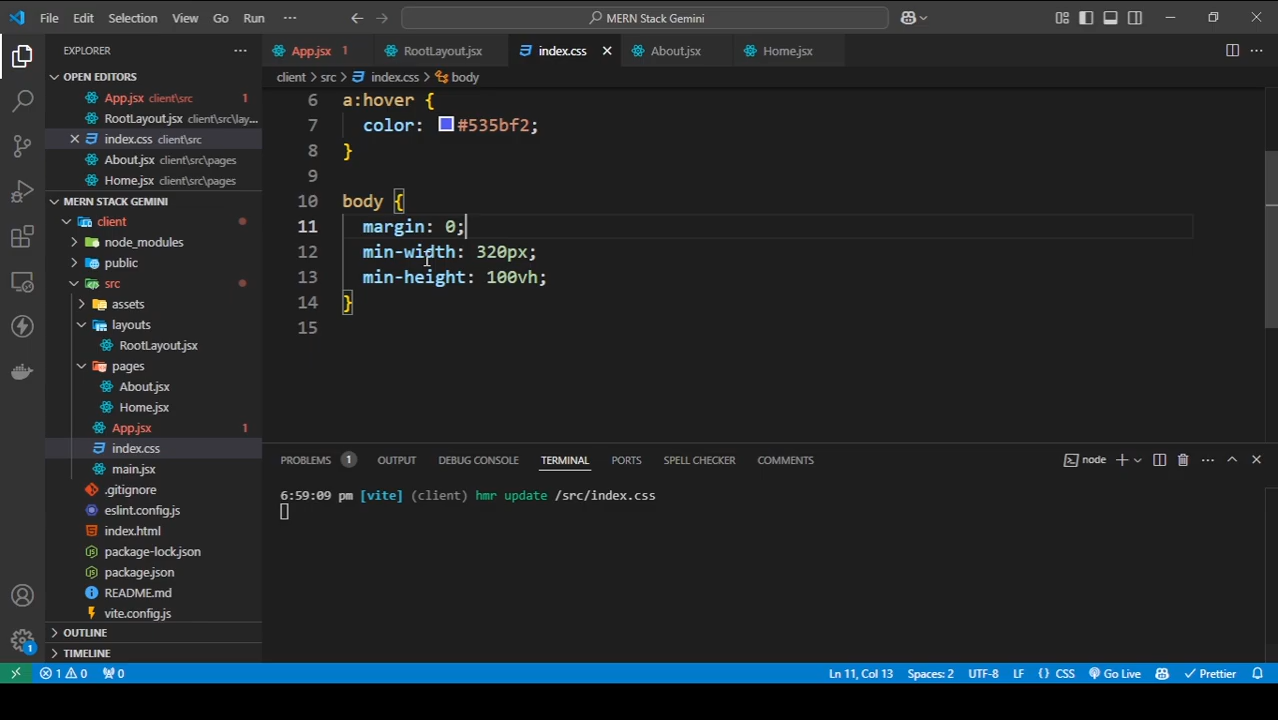 File Edit Selection View Go Run ··· MERN Stack Gemini
EXPLORER ···
OPEN EDITORS
App.jsx client\src 1
RootLayout.jsx client\src\lay...
index.css client\src
About.jsx client\src\pages
Home.jsx client\src\pages
MERN STACK GEMINI
client
node_modules
public
src
assets
layouts
RootLayout.jsx
pages
About.jsx
Home.jsx
App.jsx 1
index.css
main.jsx
.gitignore
eslint.config.js
index.html
package-lock.json
package.json
README.md
vite.config.js
OUTLINE
TIMELINE
App.jsx 1 RootLayout.jsx index.css About.jsx Home.jsx
client > src > index.css > body
6 a:hover {
7 color: #535bf2;
8 }
9
10 body {
11 margin: 0;
12 min-width: 320px;
13 min-height: 100vh;
14 }
15
PROBLEMS 1 OUTPUT DEBUG CONSOLE TERMINAL PORTS SPELL CHECKER COMMENTS node
6:59:09 pm [vite] (client) hmr update /src/index.css
1
1 0 0 Ln 11, Col 13 Spaces: 2 UTF-8 LF {} CSS Go Live Prettier